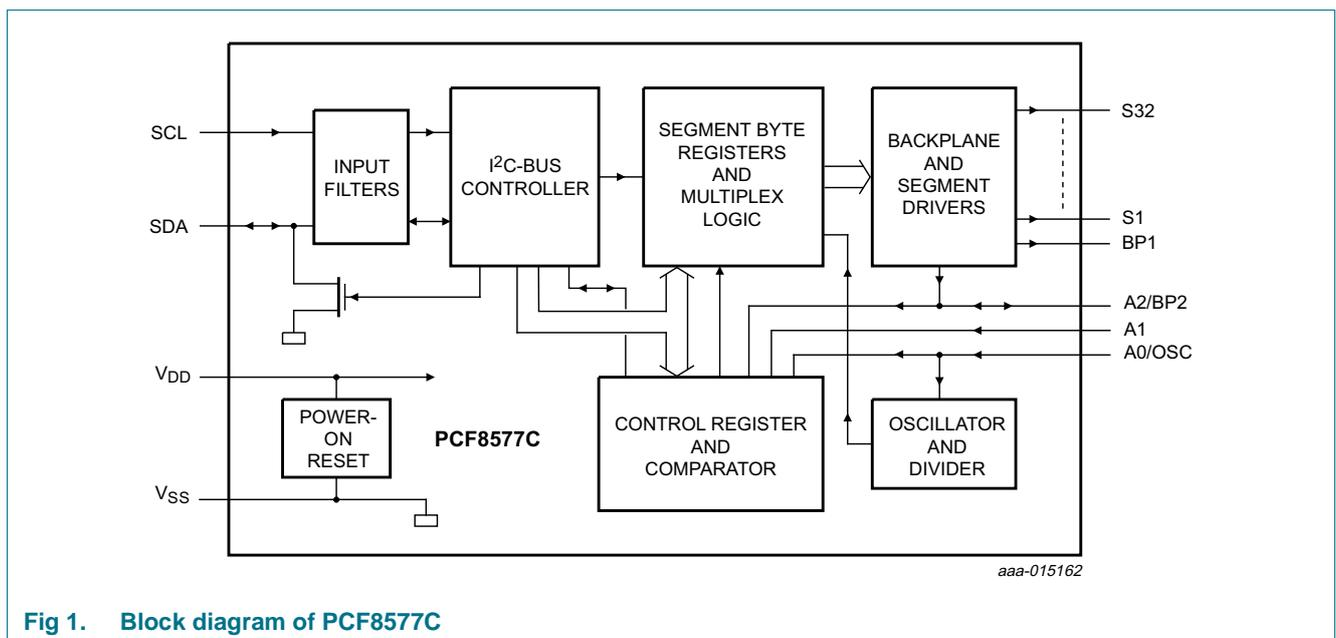 SCL
SDA
INPUT
FILTERS
I²C-BUS
CONTROLLER
SEGMENT BYTE
REGISTERS
AND
MULTIPLEX
LOGIC
BACKPLANE
AND
SEGMENT
DRIVERS
S32
S1
BP1
A2/BP2
A1
A0/OSC
VDD
POWER-
ON
RESET
VSS
PCF8577C
CONTROL REGISTER
AND
COMPARATOR
OSCILLATOR
AND
DIVIDER
aaa-015162
Fig 1. Block diagram of PCF8577C